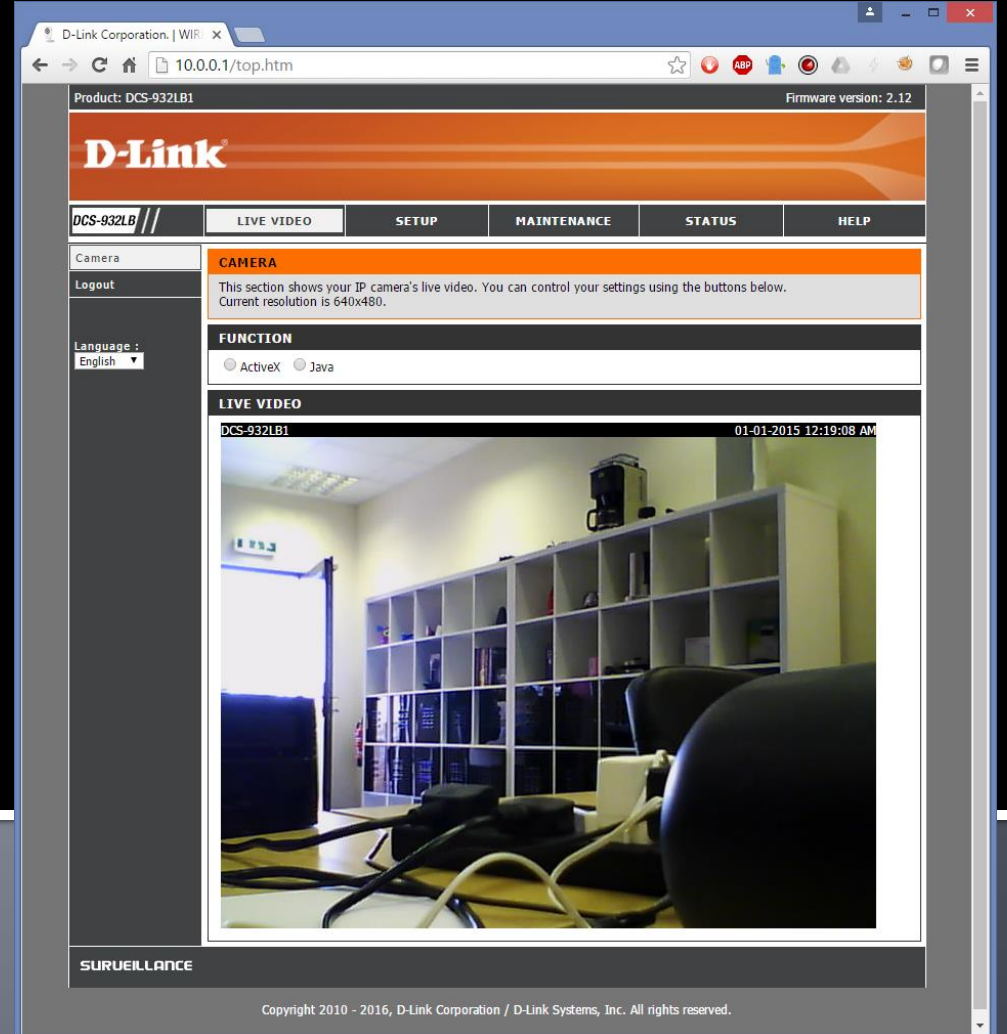 D-Link Corporation. | WIR
10.0.0.1/top.htm
ABP
Product: DCS-932LB1
Firmware version: 2.12
D-Link
DCS-932LB
LIVE VIDEO
SETUP
MAINTENANCE
STATUS
HELP
Camera
Logout
Language :
English
CAMERA
This section shows your IP camera's live video. You can control your settings using the buttons below.
Current resolution is 640x480.
FUNCTION
ActiveX
Java
LIVE VIDEO
DCS-932LB1
01-01-2015 12:19:08 AM
SURVEILLANCE
Copyright 2010 - 2016, D-Link Corporation / D-Link Systems, Inc. All rights reserved.